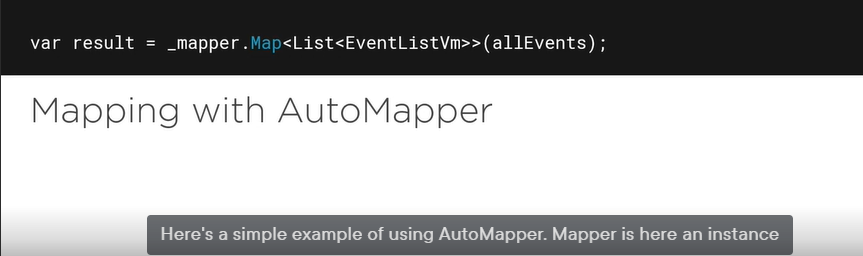 var result = _mapper.Map<List<EventListVm>>(allEvents);
Mapping with AutoMapper
Here's a simple example of using AutoMapper. Mapper is here an instance